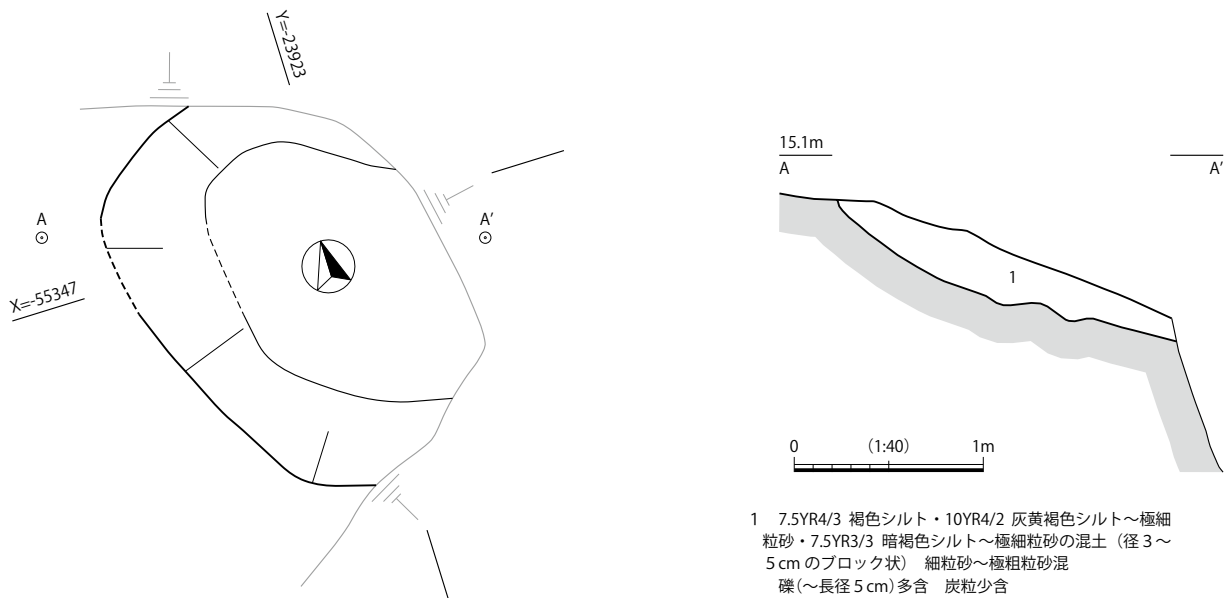 Y=-23923
A
A'
X=-55347
15.1m
A
A'
1
0 (1:40) 1m
1 7.5YR4/3 褐色シルト・10YR4/2 灰黄褐色シルト～極細
粒砂・7.5YR3/3 暗褐色シルト～極細粒砂の混土（径３～
５cm のブロック状） 細粒砂～極粗粒砂混
礫(～長径５cm)多含 炭粒少含